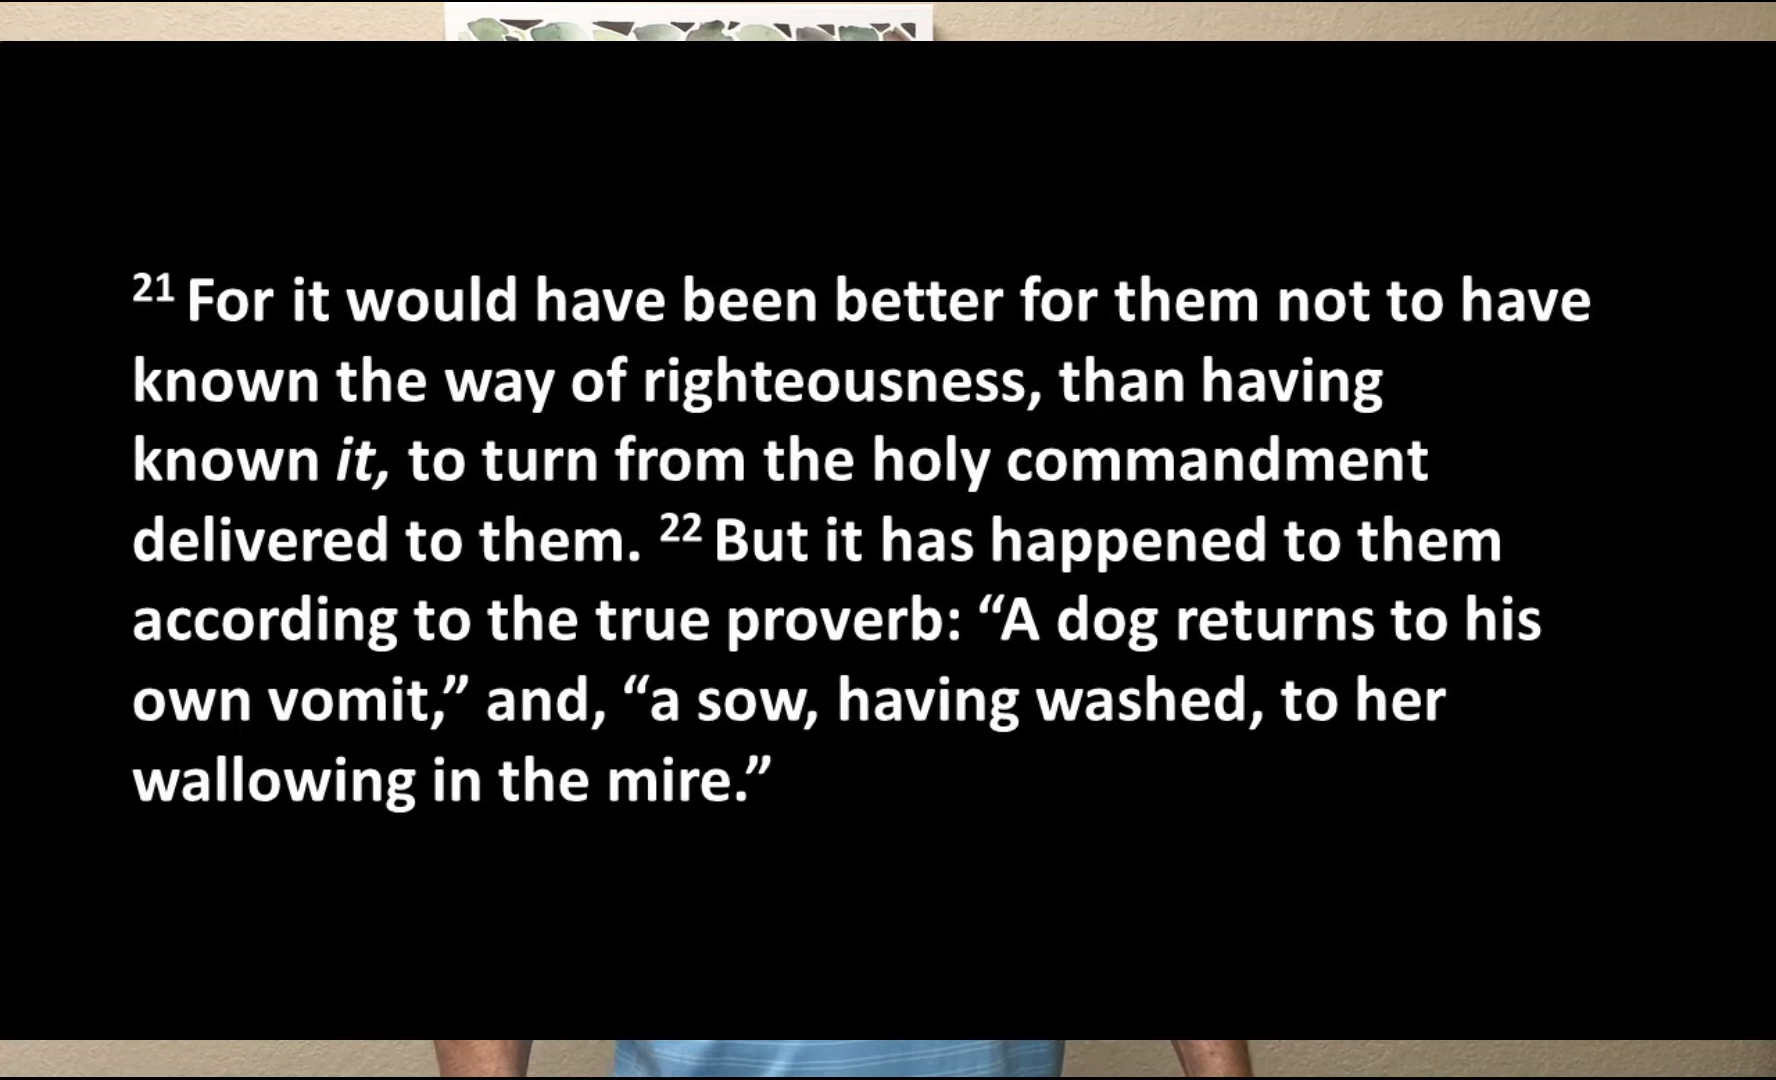 21 For it would have been better for them not to have
known the way of righteousness, than having
known it, to turn from the holy commandment
delivered to them. 22 But it has happened to them
according to the true proverb: “A dog returns to his
own vomit,” and, “a sow, having washed, to her
wallowing in the mire.”